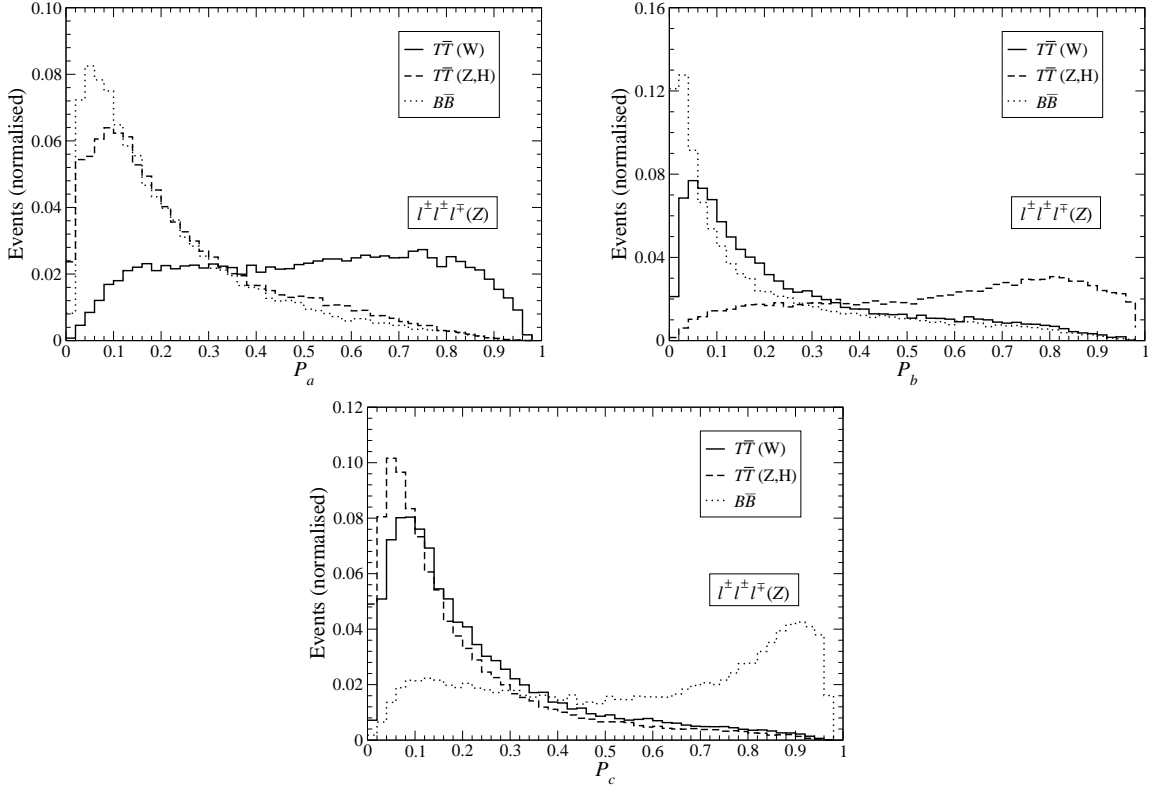 0.10
0.08
0.06
0.04
0.02
0
Events (normalised)
TT̅ (W)
TT̅ (Z,H)
BB̅
l± l± l∓ (Z)
0 0.1 0.2 0.3 0.4 0.5 0.6 0.7 0.8 0.9 1
P_a
0.16
0.12
0.08
0.04
0
Events (normalised)
TT̅ (W)
TT̅ (Z,H)
BB̅
l± l± l∓ (Z)
0 0.1 0.2 0.3 0.4 0.5 0.6 0.7 0.8 0.9 1
P_b
0.12
0.10
0.08
0.06
0.04
0.02
0
Events (normalised)
TT̅ (W)
TT̅ (Z,H)
BB̅
l± l± l∓ (Z)
0 0.1 0.2 0.3 0.4 0.5 0.6 0.7 0.8 0.9 1
P_c